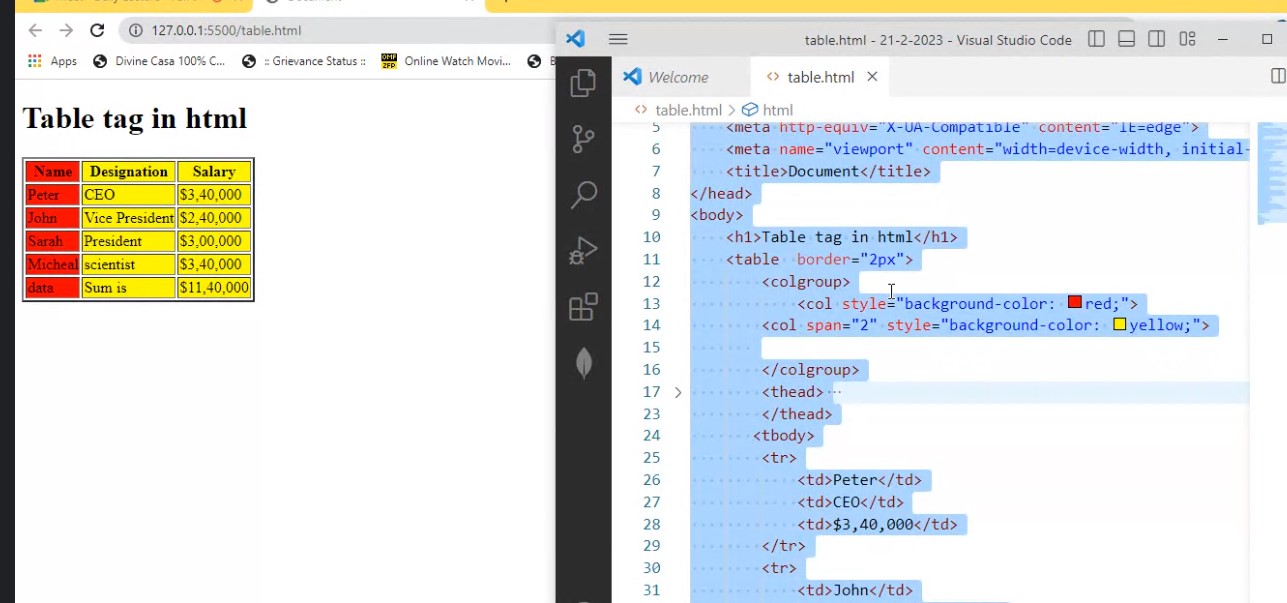 127.0.0.1:5500/table.html
Apps
Divine Casa 100% C...
:: Grievance Status ::
Online Watch Movi...
B
Table tag in html
Name Designation Salary
Peter CEO $3,40,000
John Vice President $2,40,000
Sarah President $3,00,000
Micheal scientist $3,40,000
data Sum is $11,40,000
table.html - 21-2-2023 - Visual Studio Code
Welcome
<> table.html
<> table.html > html
5 <meta http-equiv="X-UA-Compatible" content="IE=edge">
6 <meta name="viewport" content="width=device-width, initial-
7 <title>Document</title>
8 </head>
9 <body>
10 <h1>Table tag in html</h1>
11 <table border="2px">
12 <colgroup>
13 <col style="background-color: red;">
14 <col span="2" style="background-color: yellow;">
15
16 </colgroup>
17 <thead> ...
23 </thead>
24 <tbody>
25 <tr>
26 <td>Peter</td>
27 <td>CEO</td>
28 <td>$3,40,000</td>
29 </tr>
30 <tr>
31 <td>John</td>